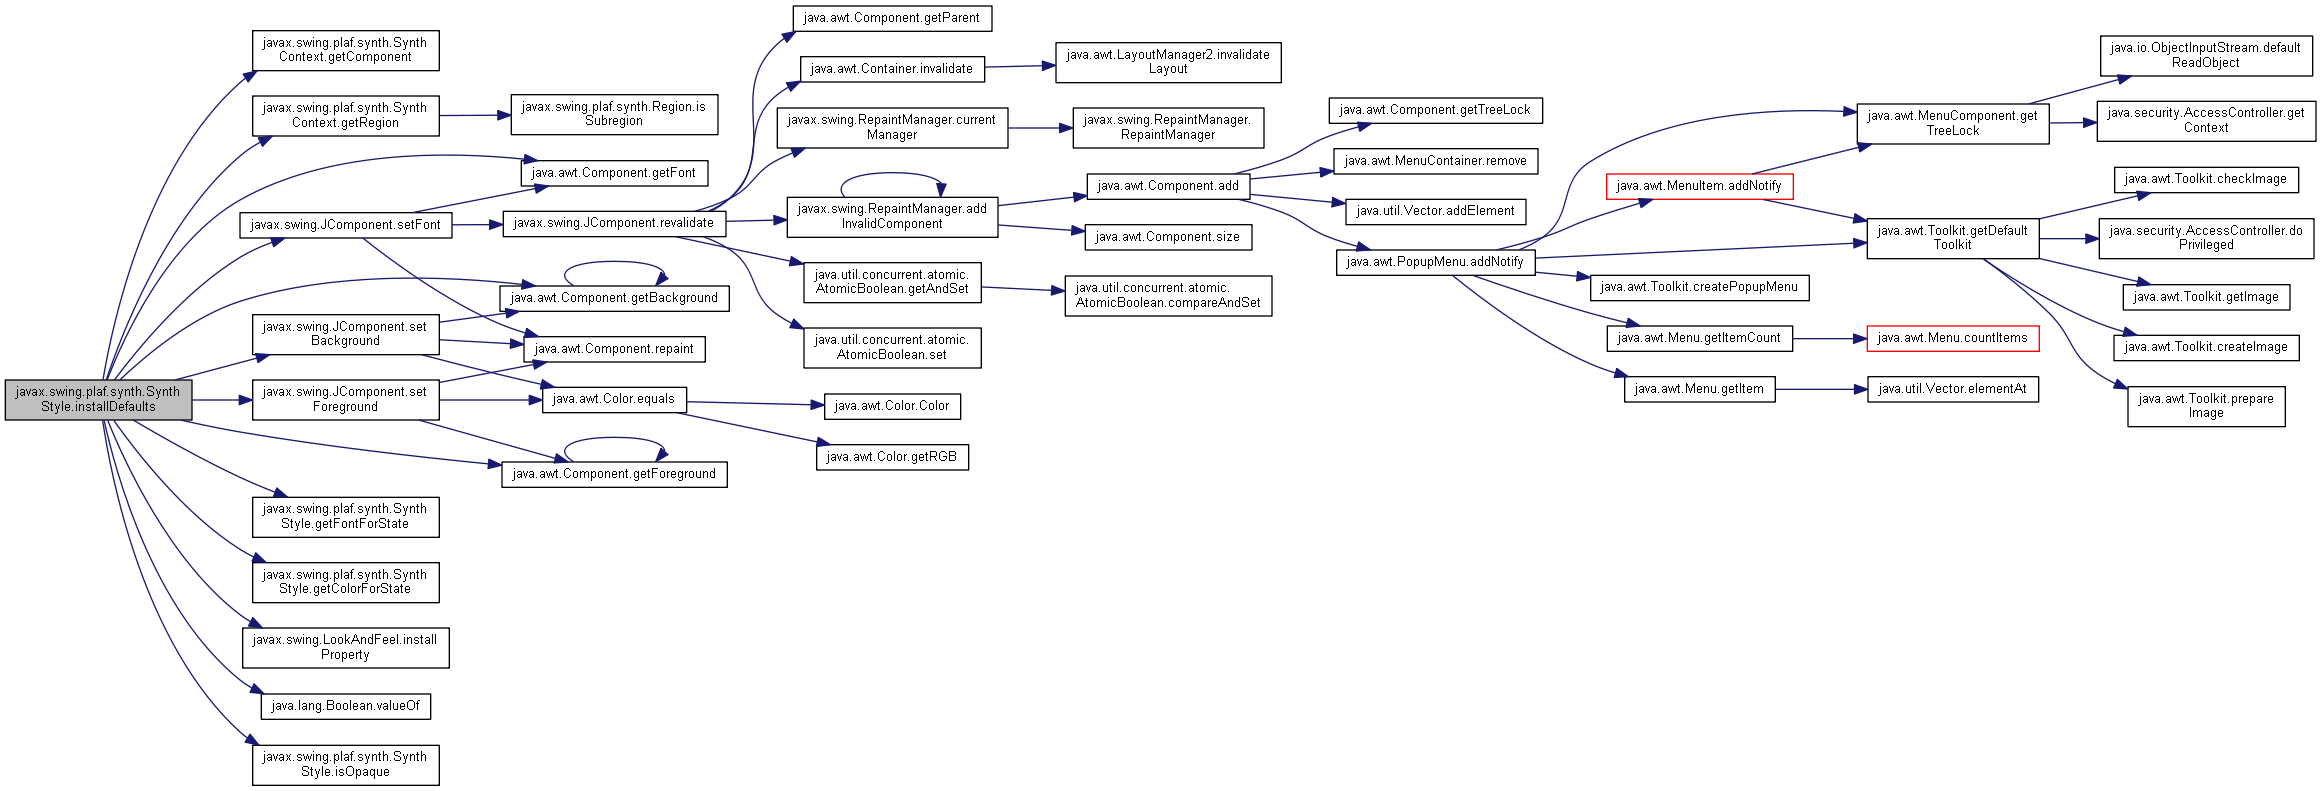 javax.swing.plaf.synth.Synth
Style.installDefaults
javax.swing.plaf.synth.Synth
Context.getComponent
javax.swing.plaf.synth.Synth
Context.getRegion
javax.swing.JComponent.setFont
javax.swing.JComponent.set
Background
javax.swing.JComponent.set
Foreground
javax.swing.plaf.synth.Synth
Style.getFontForState
javax.swing.plaf.synth.Synth
Style.getColorForState
javax.swing.LookAndFeel.install
Property
java.lang.Boolean.valueOf
javax.swing.plaf.synth.Synth
Style.isOpaque
javax.swing.plaf.synth.Region.is
Subregion
java.awt.Component.getFont
javax.swing.JComponent.revalidate
java.awt.Component.getBackground
java.awt.Component.repaint
java.awt.Color.equals
java.awt.Component.getForeground
java.awt.Component.getParent
java.awt.Container.invalidate
javax.swing.RepaintManager.current
Manager
javax.swing.RepaintManager.add
InvalidComponent
java.util.concurrent.atomic.
AtomicBoolean.getAndSet
java.util.concurrent.atomic.
AtomicBoolean.set
java.awt.Color.Color
java.awt.Color.getRGB
java.awt.LayoutManager2.invalidate
Layout
javax.swing.RepaintManager.
RepaintManager
java.awt.Component.add
java.awt.Component.size
java.util.concurrent.atomic.
AtomicBoolean.compareAndSet
java.awt.Component.getTreeLock
java.awt.MenuContainer.remove
java.util.Vector.addElement
java.awt.PopupMenu.addNotify
java.awt.MenuItem.addNotify
java.awt.Toolkit.createPopupMenu
java.awt.Menu.getItemCount
java.awt.Menu.getItem
java.awt.MenuComponent.get
TreeLock
java.awt.Toolkit.getDefault
Toolkit
java.awt.Menu.countItems
java.util.Vector.elementAt
java.io.ObjectInputStream.default
ReadObject
java.security.AccessController.get
Context
java.awt.Toolkit.checkImage
java.security.AccessController.do
Privileged
java.awt.Toolkit.getImage
java.awt.Toolkit.createImage
java.awt.Toolkit.prepare
Image